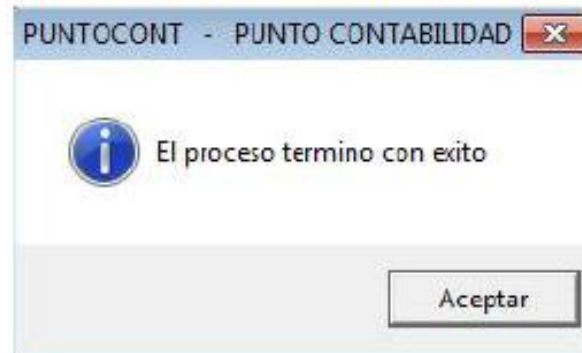 PUNTOCONT - PUNTO CONTABILIDAD
El proceso termino con exito
Aceptar